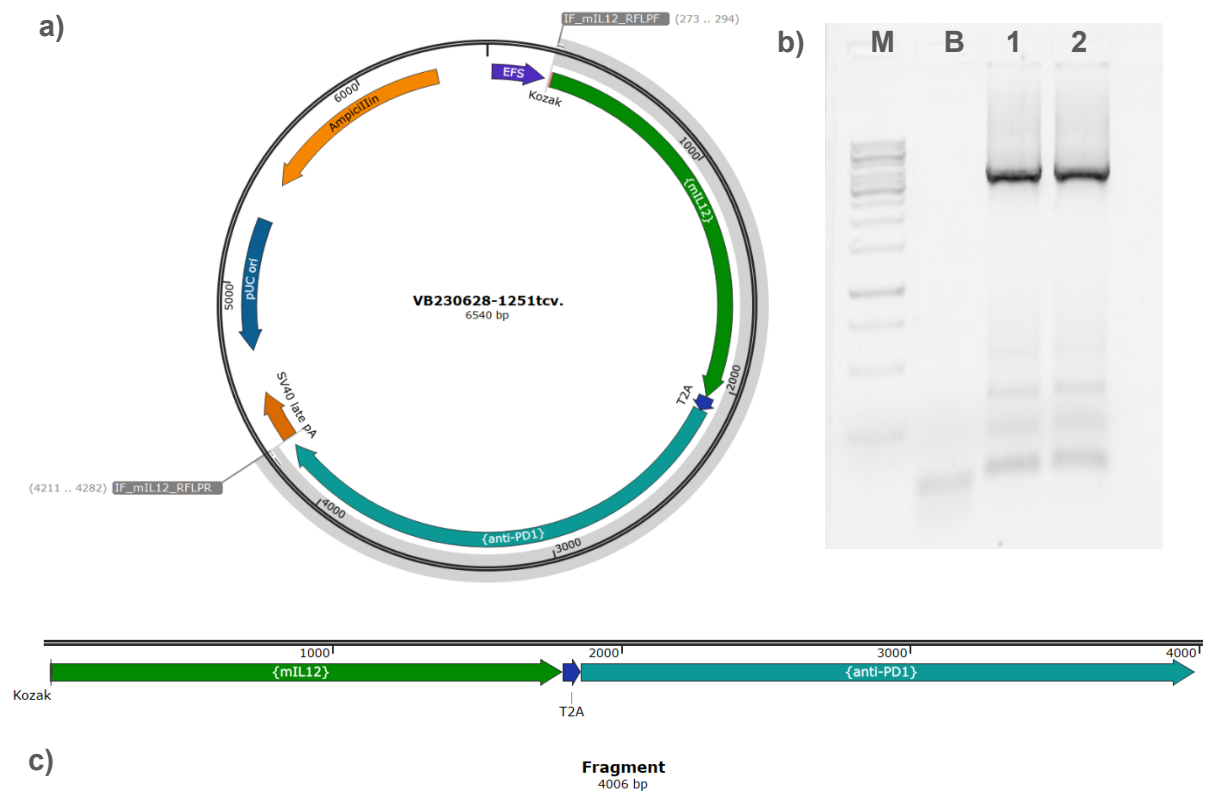 a)
IF_mIL12_RFLPF (273 .. 294)
b)
M B 1 2
EFS
Kozak
6000
AmpicillIin
1000
{mIL12}
pUC ori
5000
VB230628-1251tcv.
6540 bp
2000
T2A
SV40 late pA
(4211 .. 4282) IF_mIL12_RFLPR
4000
{anti-PD1}
3000
1000 2000 3000 4000
{mIL12} {anti-PD1}
Kozak
T2A
c)
Fragment
4006 bp